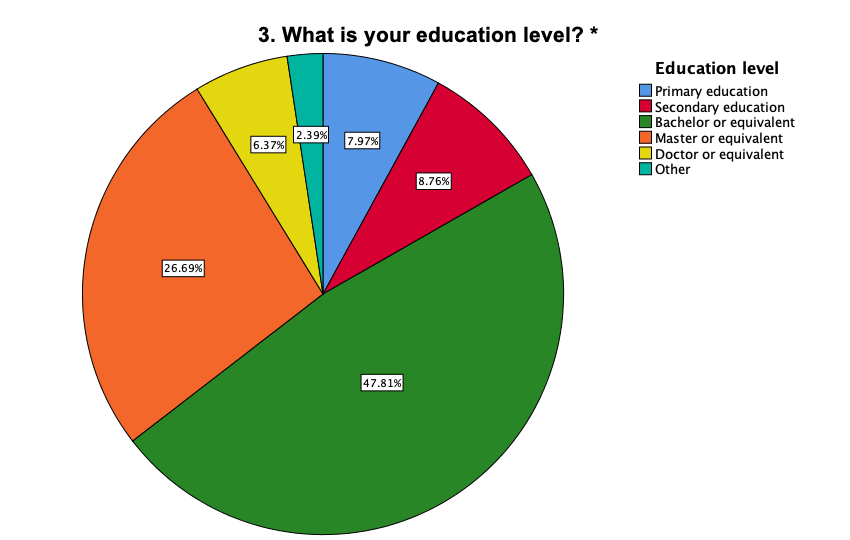 3. What is your education level? *
Education level
Primary education
Secondary education
Bachelor or equivalent
Master or equivalent
Doctor or equivalent
Other
2.39%
7.97%
6.37%
8.76%
26.69%
47.81%